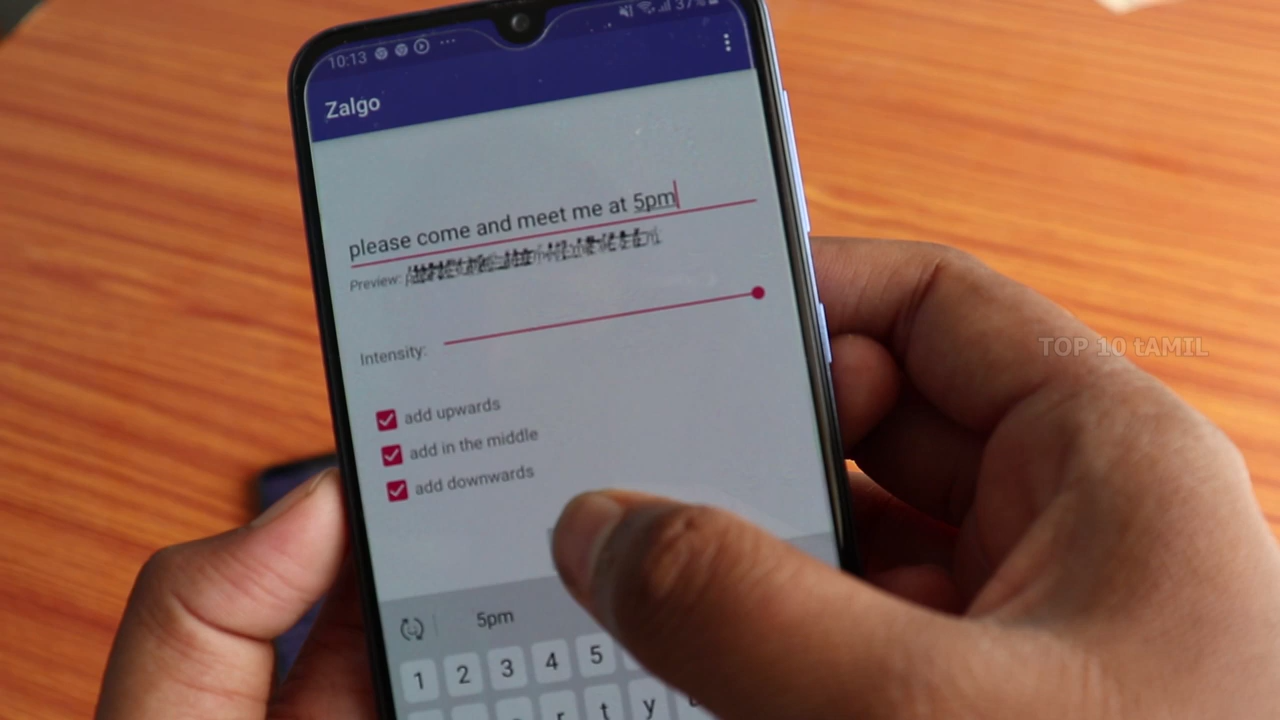 10:13 37%
Zalgo
please come and meet me at 5pm
Preview:
Intensity:
add upwards
add in the middle
add downwards
TOP 10 tAMIL
5pm
1 2 3 4 5
r t y